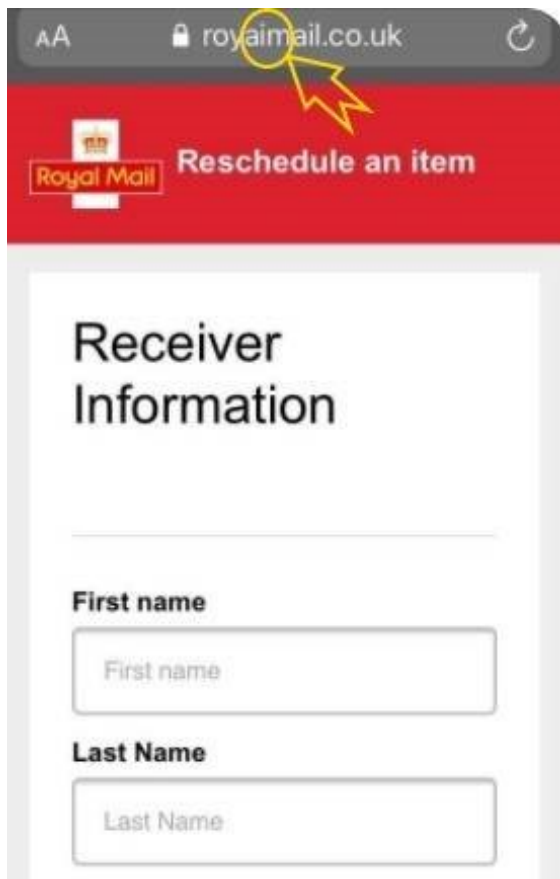 AA royaimail.co.uk
Royal Mail
Reschedule an item
Receiver
Information
First name
First name
Last Name
Last Name